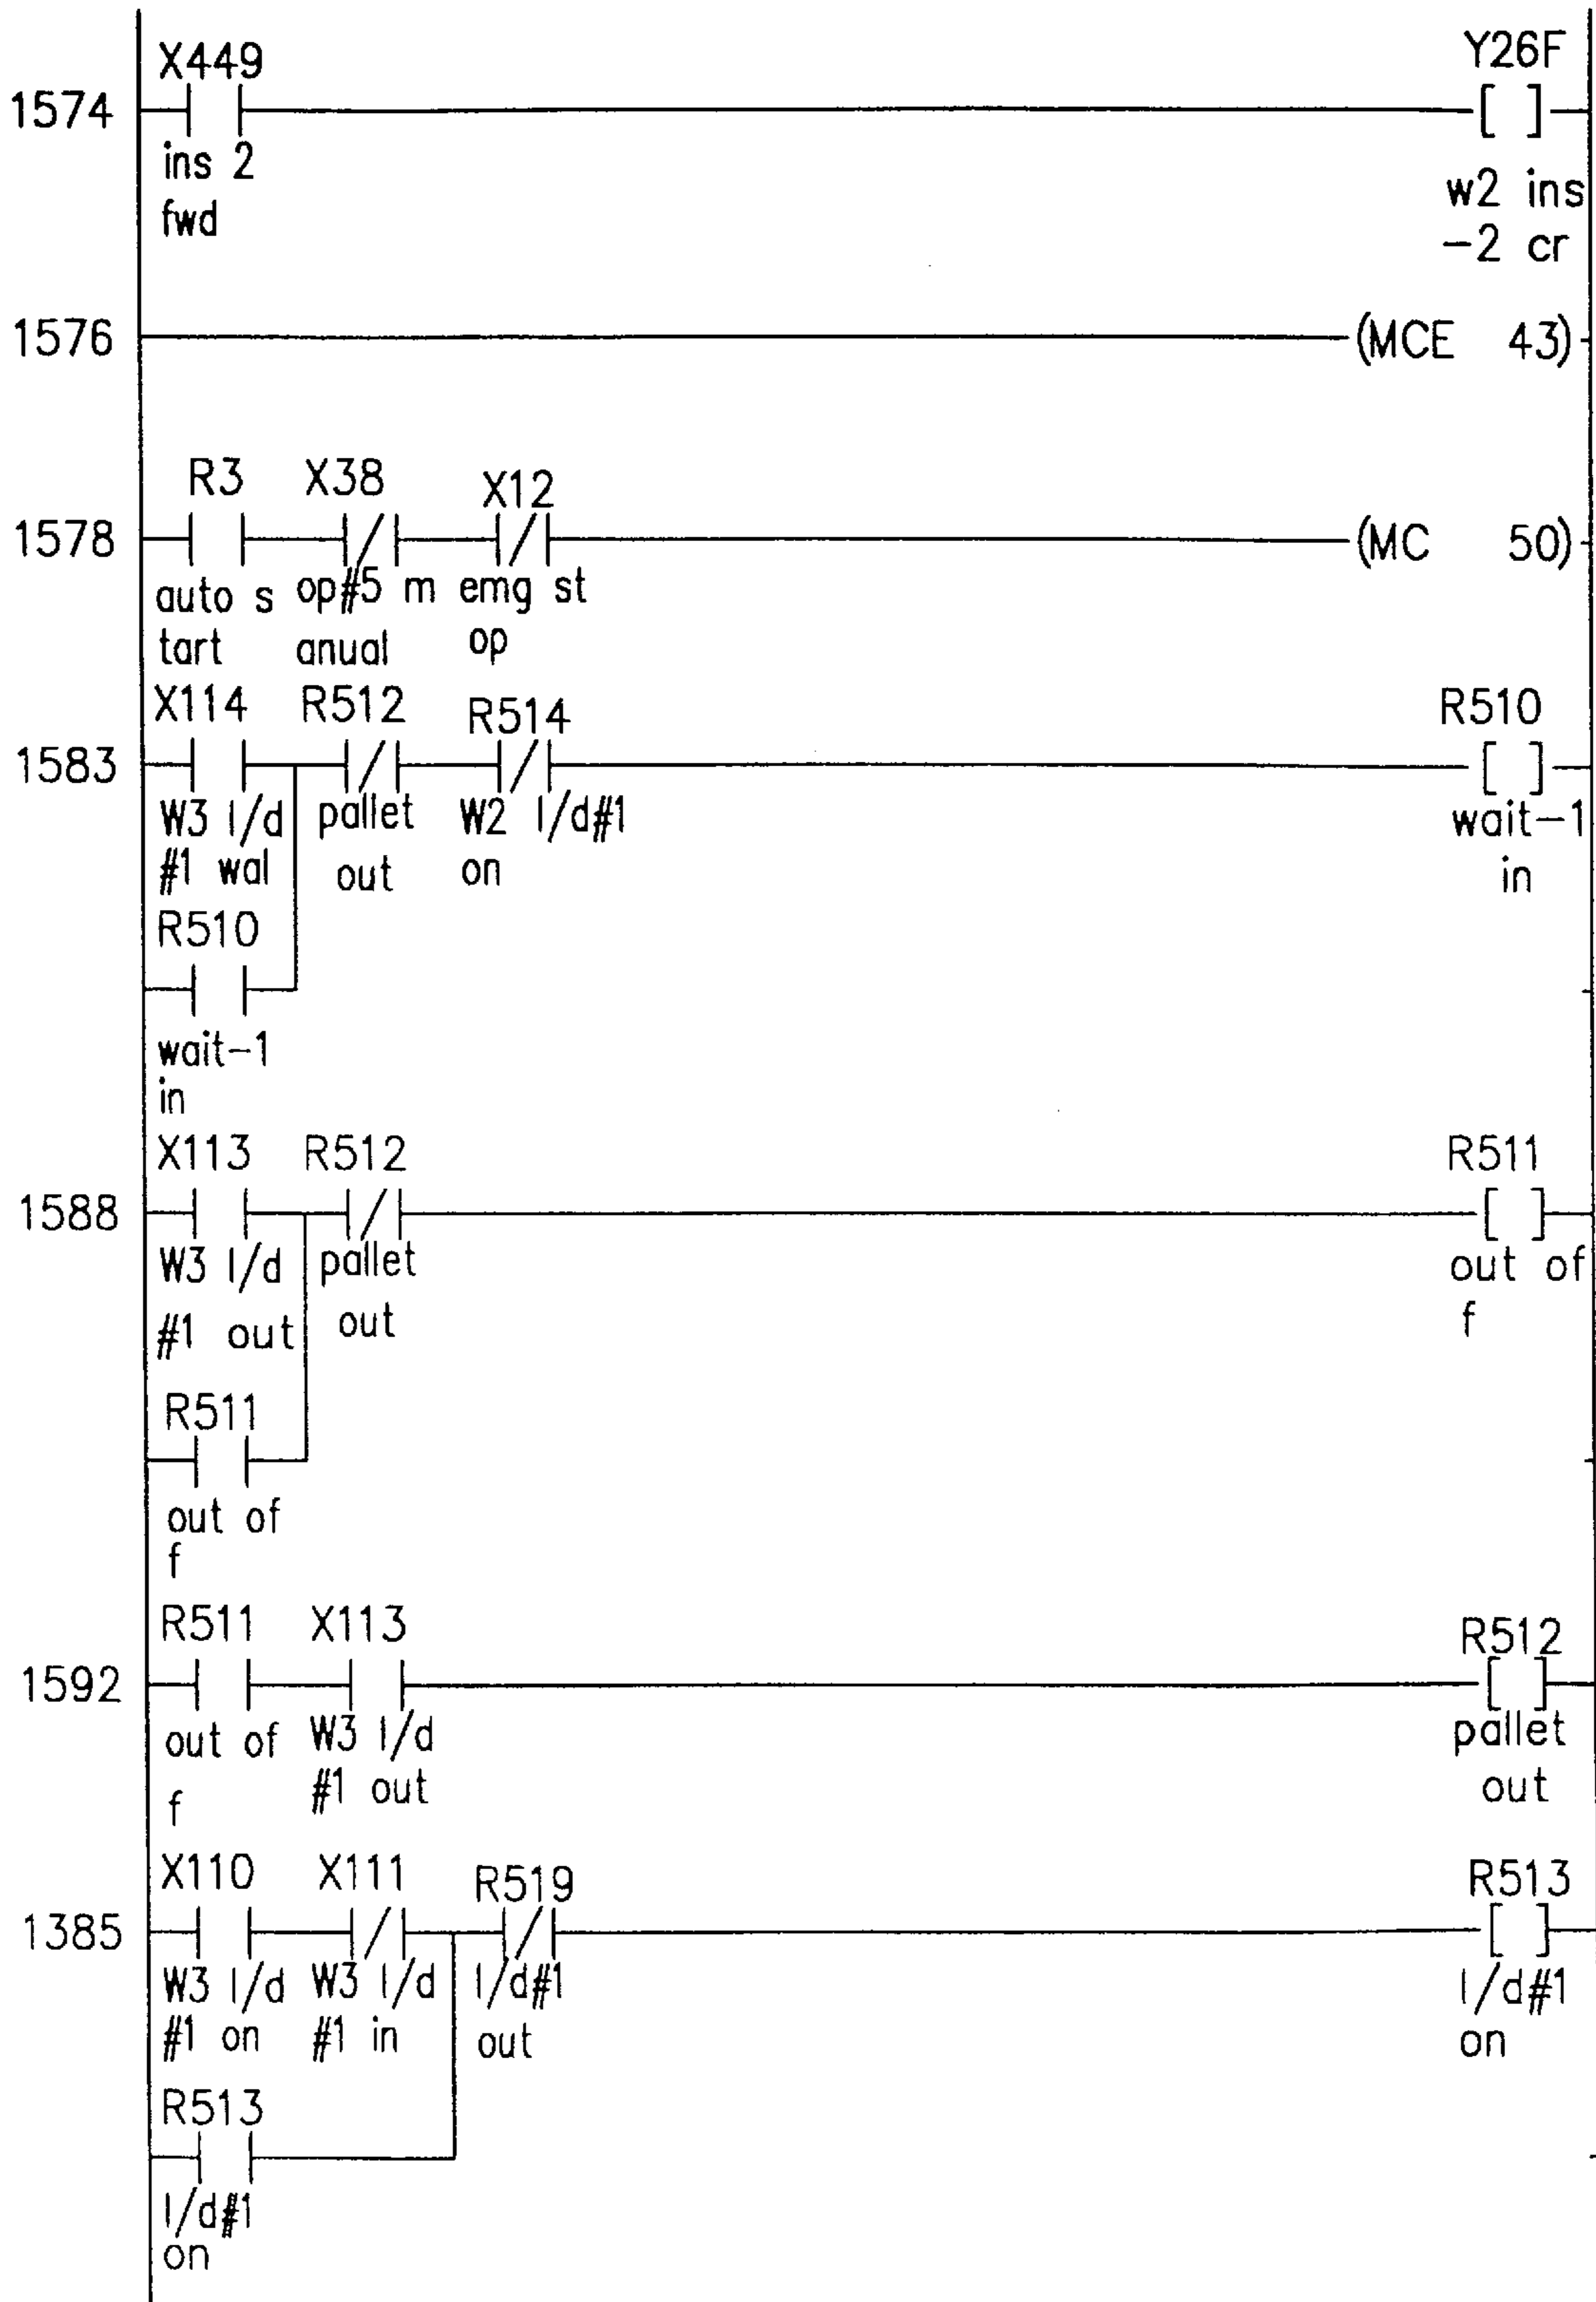 X449 Y26F
1574 [ ]
ins 2 w2 ins
fwd -2 cr
1576 (MCE 43)
R3 X38 X12
1578 (MC 50)
auto s op#5 m emg st
tart anual op
X114 R512 R514 R510
1583 [ ]
W3 l/d pallet W2 l/d#1 wait-1
#1 wal out on in
R510
wait-1
in
X113 R512 R511
1588 [ ]
W3 l/d pallet out of
#1 out out f
R511
out of
f
R511 X113 R512
1592 [ ]
out of W3 l/d pallet
f #1 out out
X110 X111 R519 R513
1385 [ ]
W3 l/d W3 l/d l/d#1 l/d#1
#1 on #1 in out on
R513
l/d#1
on